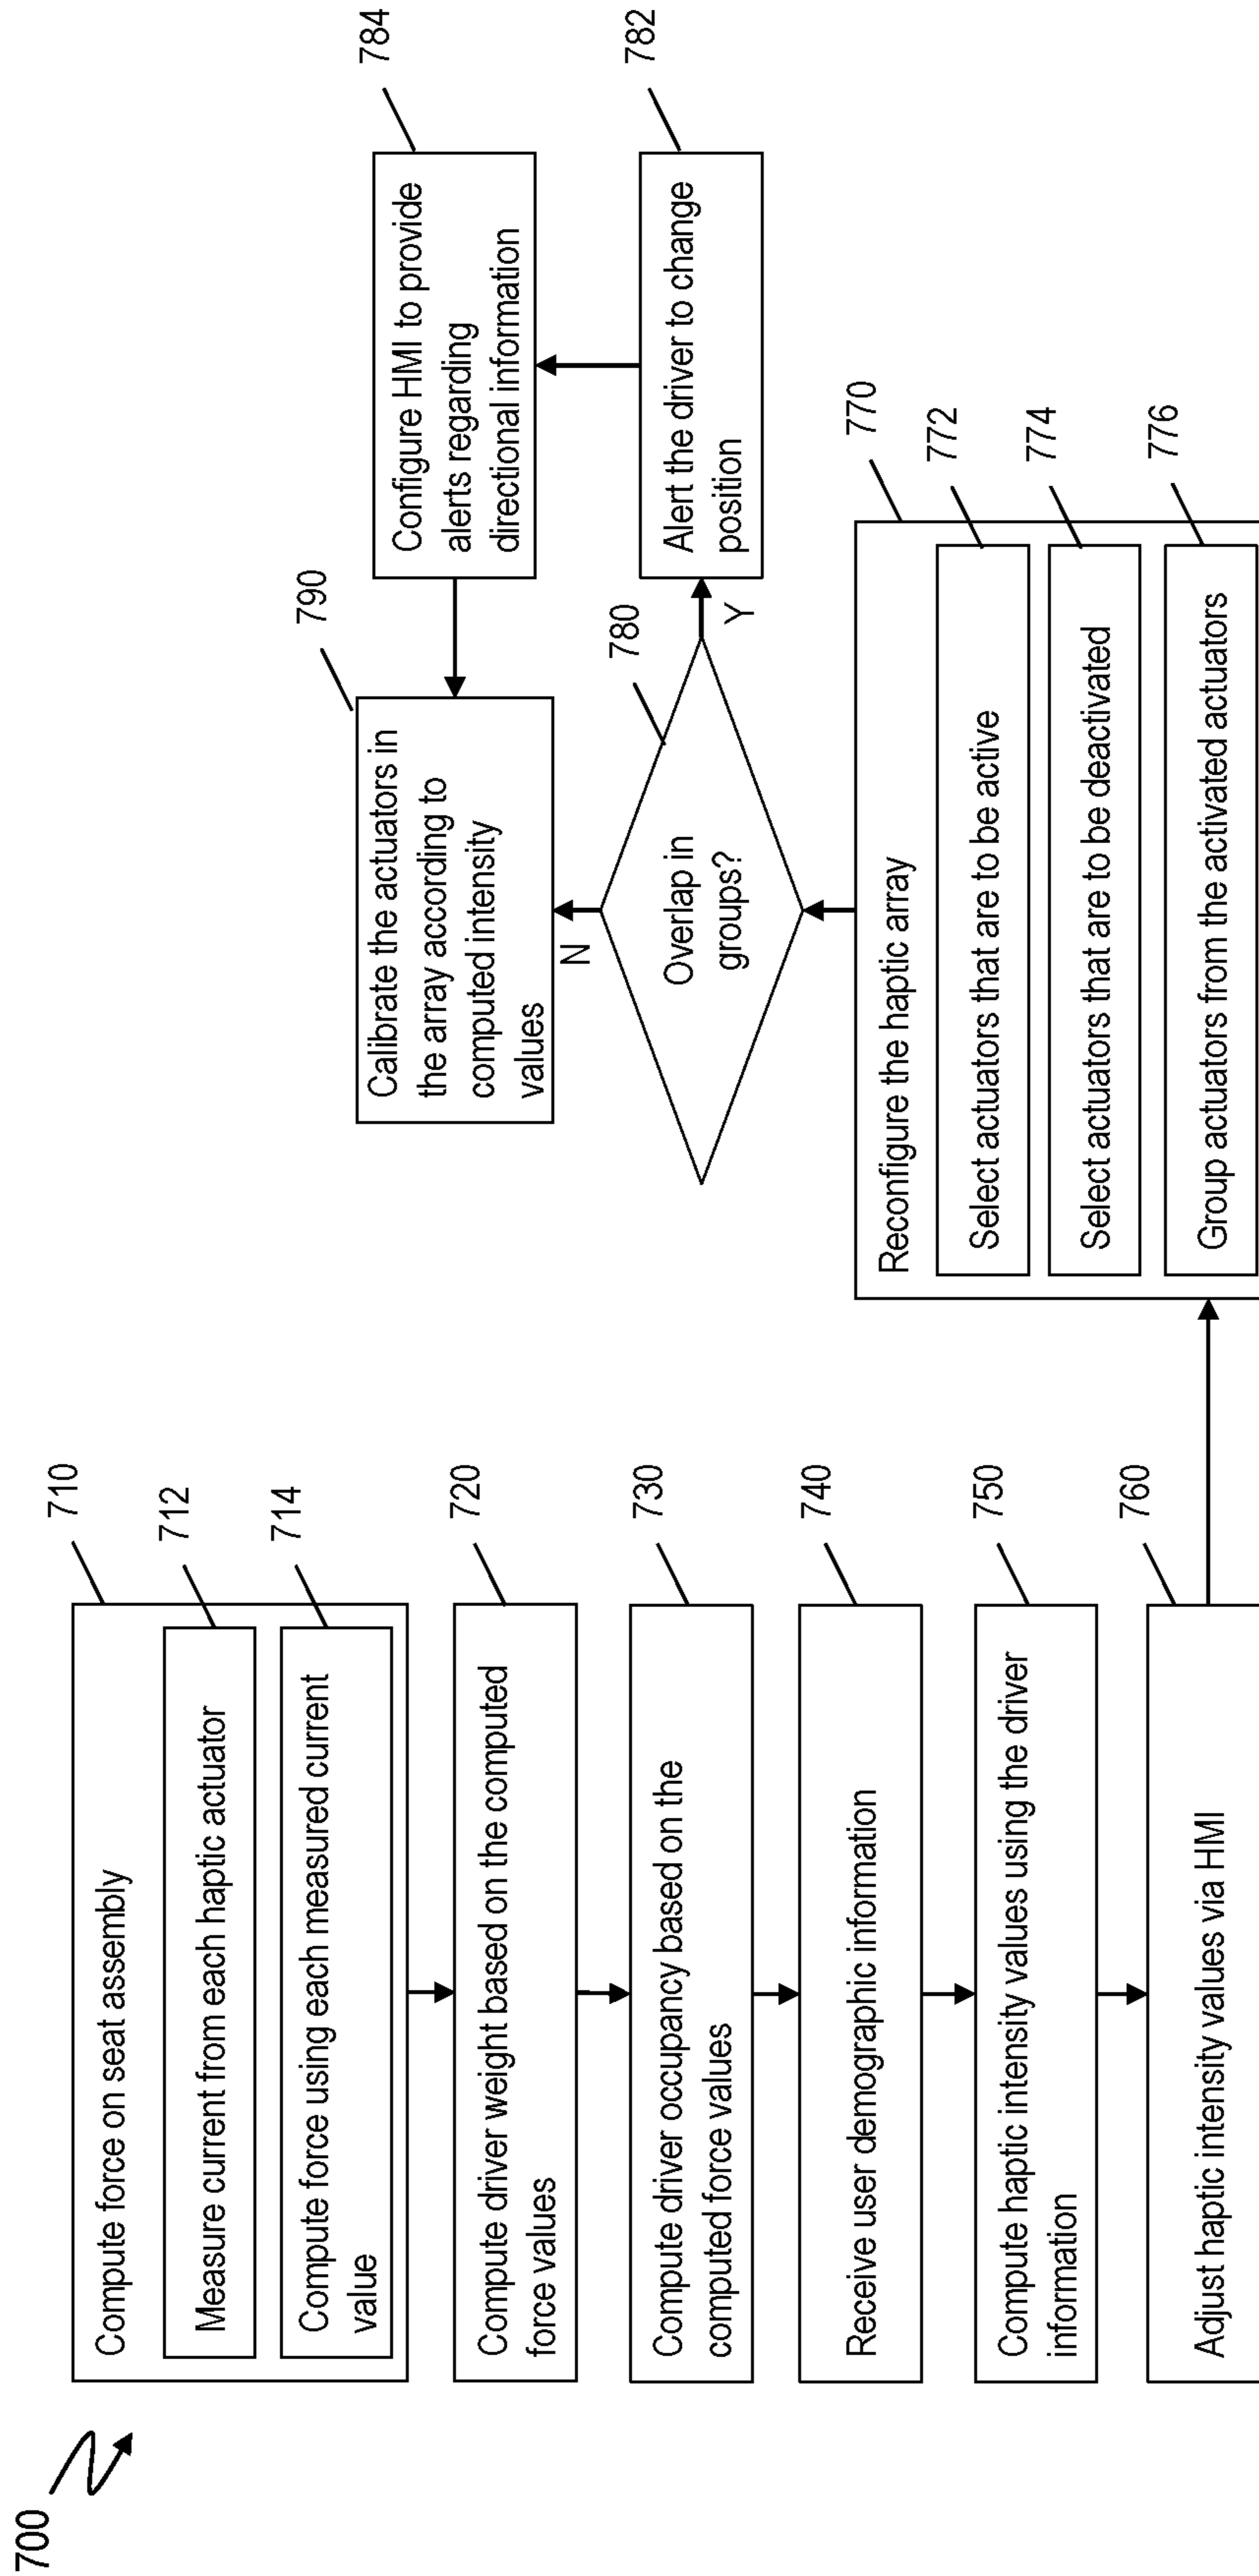 700
710
Compute force on seat assembly
712
Measure current from each haptic actuator
714
Compute force using each measured current
value
720
Compute driver weight based on the computed
force values
730
Compute driver occupancy based on the
computed force values
740
Receive user demographic information
750
Compute haptic intensity values using the driver
information
760
Adjust haptic intensity values via HMI
770
Reconfigure the haptic array
772
Select actuators that are to be active
774
Select actuators that are to be deactivated
776
Group actuators from the activated actuators
780
Overlap in
groups?
Y
N
782
Alert the driver to change
position
784
Configure HMI to provide
alerts regarding
directional information
790
Calibrate the actuators in
the array according to
computed intensity
values